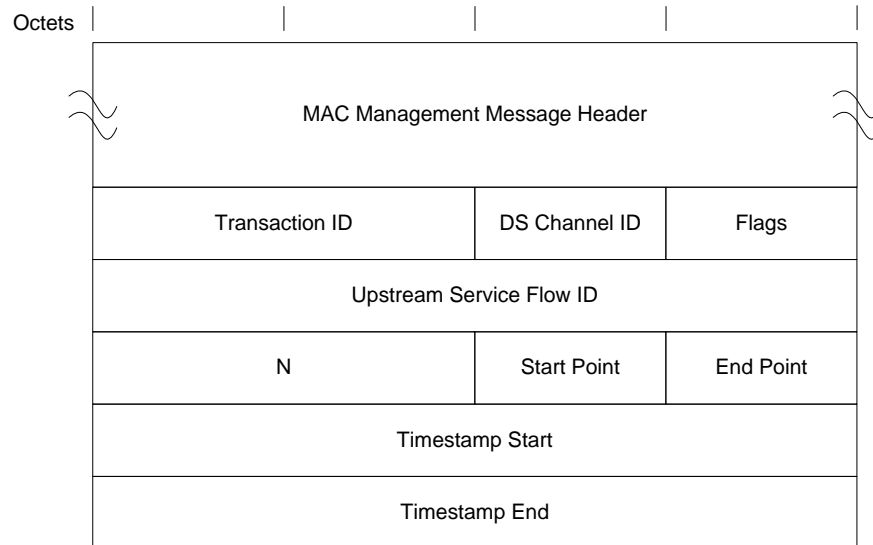 Octets
MAC Management Message Header
Transaction ID
DS Channel ID
Flags
Upstream Service Flow ID
N
Start Point
End Point
Timestamp Start
Timestamp End